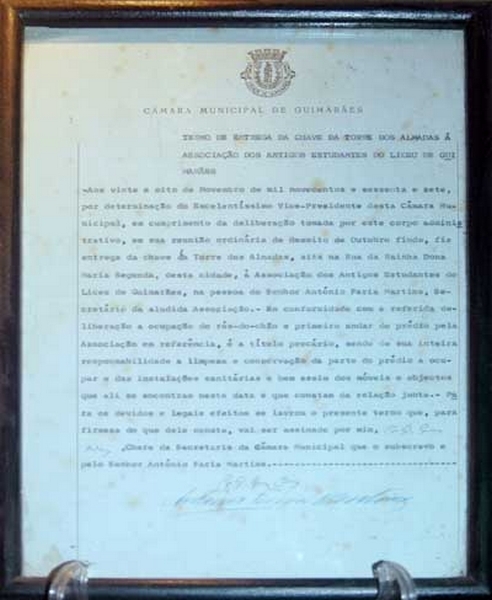 CÂMARA MUNICIPAL DE GUIMARÃES
TERMO DE ENTREGA DA CHAVE DA TORRE DOS ALMADAS Á
ASSOCIAÇÃO DOS ANTIGOS ESTUDANTES DO LICEU DE GUI
MARÃES
-Aos vinte e oito de Novembro de mil novecentos e sessenta e sete,
por determinação do Excelentíssimo Vice-Presidente desta Câmara Mu-
nicipal, em cumprimento da deliberação tomada por este corpo adminis-
trativo, em sua reunião ordinária de dezoito de Outubro findo, fiz
entrega da chave da Torre dos Almadas, sita na Rua da Rainha Dona
Maria Segunda, desta cidade, á Associação dos Antigos Estudantes do
Liceu de Guimarães, na pessoa do Senhor António Faria Martins, Se-
cretário da aludida Associação.- Em conformidade com a referida de-
liberação a ocupação do rés-do-chão e primeiro andar do prédio pela
Associação em referência, é a título precário, sendo de sua inteira
responsabilidade a limpeza e conservação da parte do prédio a ocu-
par e das instalações sanitárias e bem assim dos móveis e objectos
que ali se encontram nesta data e que constam da relação junta.- Pa
ra os devidos e legais efeitos se lavrou o presente termo que, para
firmeza do que dele consta, vai ser assinado por mim,
,Chefe da Secretaria da Câmara Municipal que o subscrevo e
pelo Senhor António Faria Martins.--------------------------